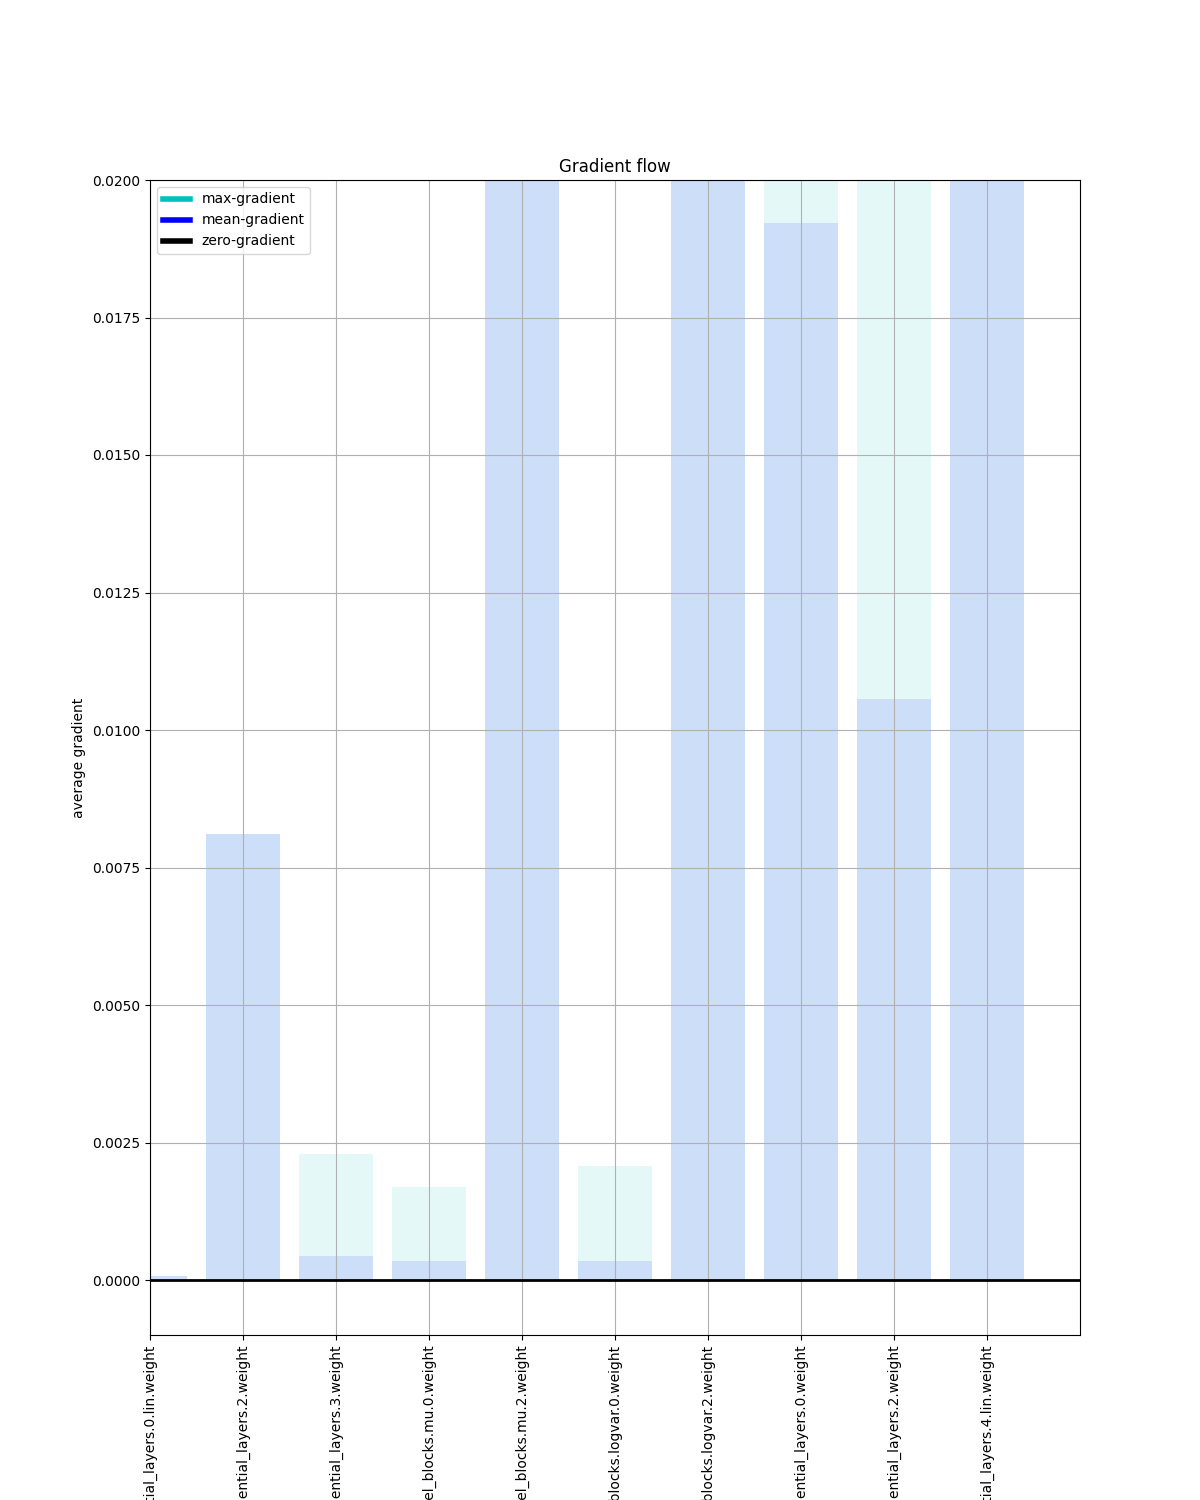 Gradient flow
max-gradient
mean-gradient
zero-gradient
0.0200
0.0175
0.0150
0.0125
0.0100
0.0075
0.0050
0.0025
0.0000
average gradient
tial_layers.0.lin.weight
ential_layers.2.weight
ential_layers.3.weight
el_blocks.mu.0.weight
el_blocks.mu.2.weight
blocks.logvar.0.weight
blocks.logvar.2.weight
ential_layers.0.weight
ential_layers.2.weight
tial_layers.4.lin.weight